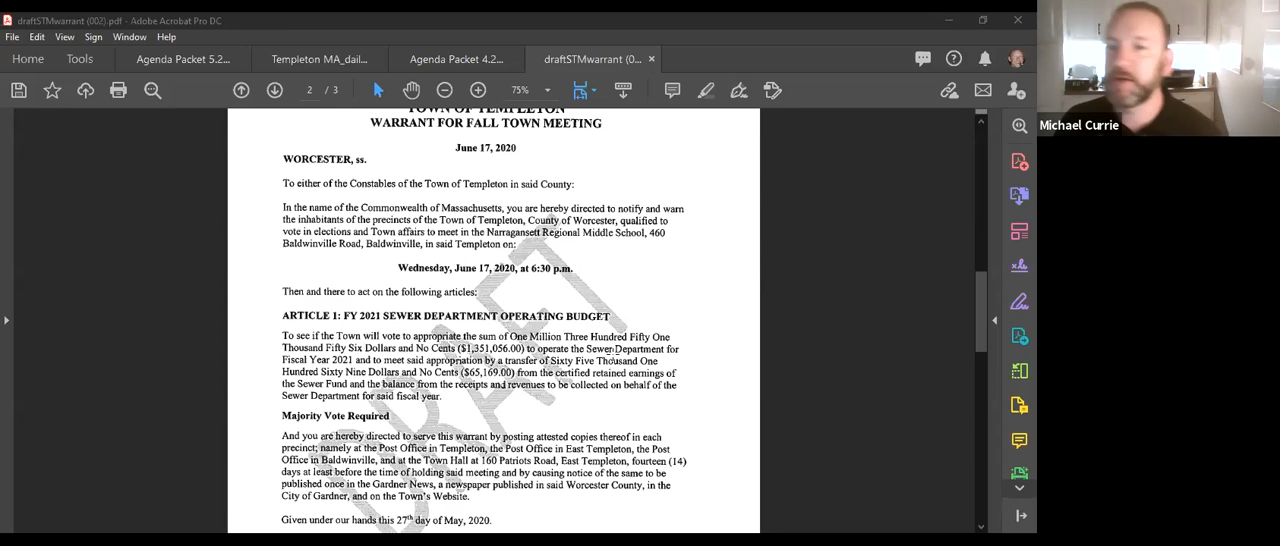 draftSTMwarrant (002).pdf - Adobe Acrobat Pro DC
File Edit View Sign Window Help
Home Tools Agenda Packet 5.2... Templeton MA_dail... Agenda Packet 4.2... draftSTMwarrant (0...
2 / 3 75%
Michael Currie
TOWN OF TEMPLETON
WARRANT FOR FALL TOWN MEETING
June 17, 2020
WORCESTER, ss.
To either of the Constables of the Town of Templeton in said County:
In the name of the Commonwealth of Massachusetts, you are hereby directed to notify and warn
the inhabitants of the precincts of the Town of Templeton, County of Worcester, qualified to
vote in elections and Town affairs to meet in the Narragansett Regional Middle School, 460
Baldwinville Road, Baldwinville, in said Templeton on:
Wednesday, June 17, 2020, at 6:30 p.m.
Then and there to act on the following articles:
ARTICLE 1: FY 2021 SEWER DEPARTMENT OPERATING BUDGET
To see if the Town will vote to appropriate the sum of One Million Three Hundred Fifty One
Thousand Fifty Six Dollars and No Cents ($1,351,056.00) to operate the Sewer Department for
Fiscal Year 2021 and to meet said appropriation by a transfer of Sixty Five Thousand One
Hundred Sixty Nine Dollars and No Cents ($65,169.00) from the certified retained earnings of
the Sewer Fund and the balance from the receipts and revenues to be collected on behalf of the
Sewer Department for said fiscal year.
Majority Vote Required
And you are hereby directed to serve this warrant by posting attested copies thereof in each
precinct; namely at the Post Office in Templeton, the Post Office in East Templeton, the Post
Office in Baldwinville, and at the Town Hall at 160 Patriots Road, East Templeton, fourteen (14)
days at least before the time of holding said meeting and by causing notice of the same to be
published once in the Gardner News, a newspaper published in said Worcester County, in the
City of Gardner, and on the Town's Website.
Given under our hands this 27th day of May, 2020.
DRAFT